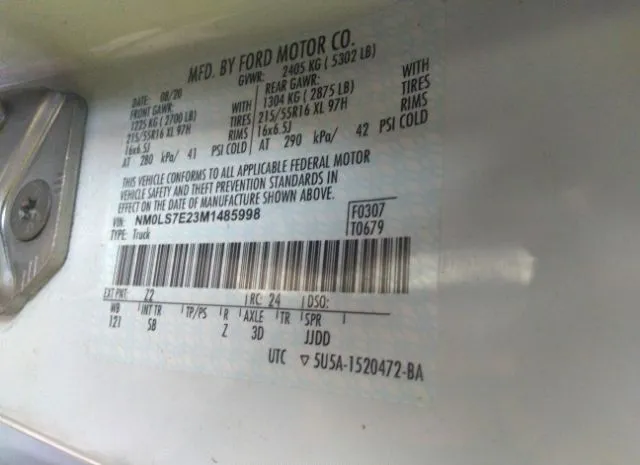 MFD. BY FORD MOTOR CO.
DATE: 08/20 GVWR: 2405 KG ( 5302 LB)
FRONT GAWR: REAR GAWR:
1225 KG (2700 LB) WITH 1304 KG (2875 LB) WITH
215/55R16 XL 97H TIRES 215/55R16 XL 97H TIRES
16x6.5J RIMS 16x6.5J RIMS
AT 280 kPa/ 41 PSI COLD AT 290 kPa/ 42 PSI COLD
THIS VEHICLE CONFORMS TO ALL APPLICABLE FEDERAL MOTOR
VEHICLE SAFETY AND THEFT PREVENTION STANDARDS IN
EFFECT ON THE DATE OF MANUFACTURE SHOWN ABOVE.
VIN: NM0LS7E23M1485998 F0307
TYPE: Truck T0679
EXT PNT: Z2 RC: 24 DSO:
WB INT TR TP/PS R AXLE TR SPR
121 SB Z 3D JJDD
UTC ▽ 5U5A-1520472-BA